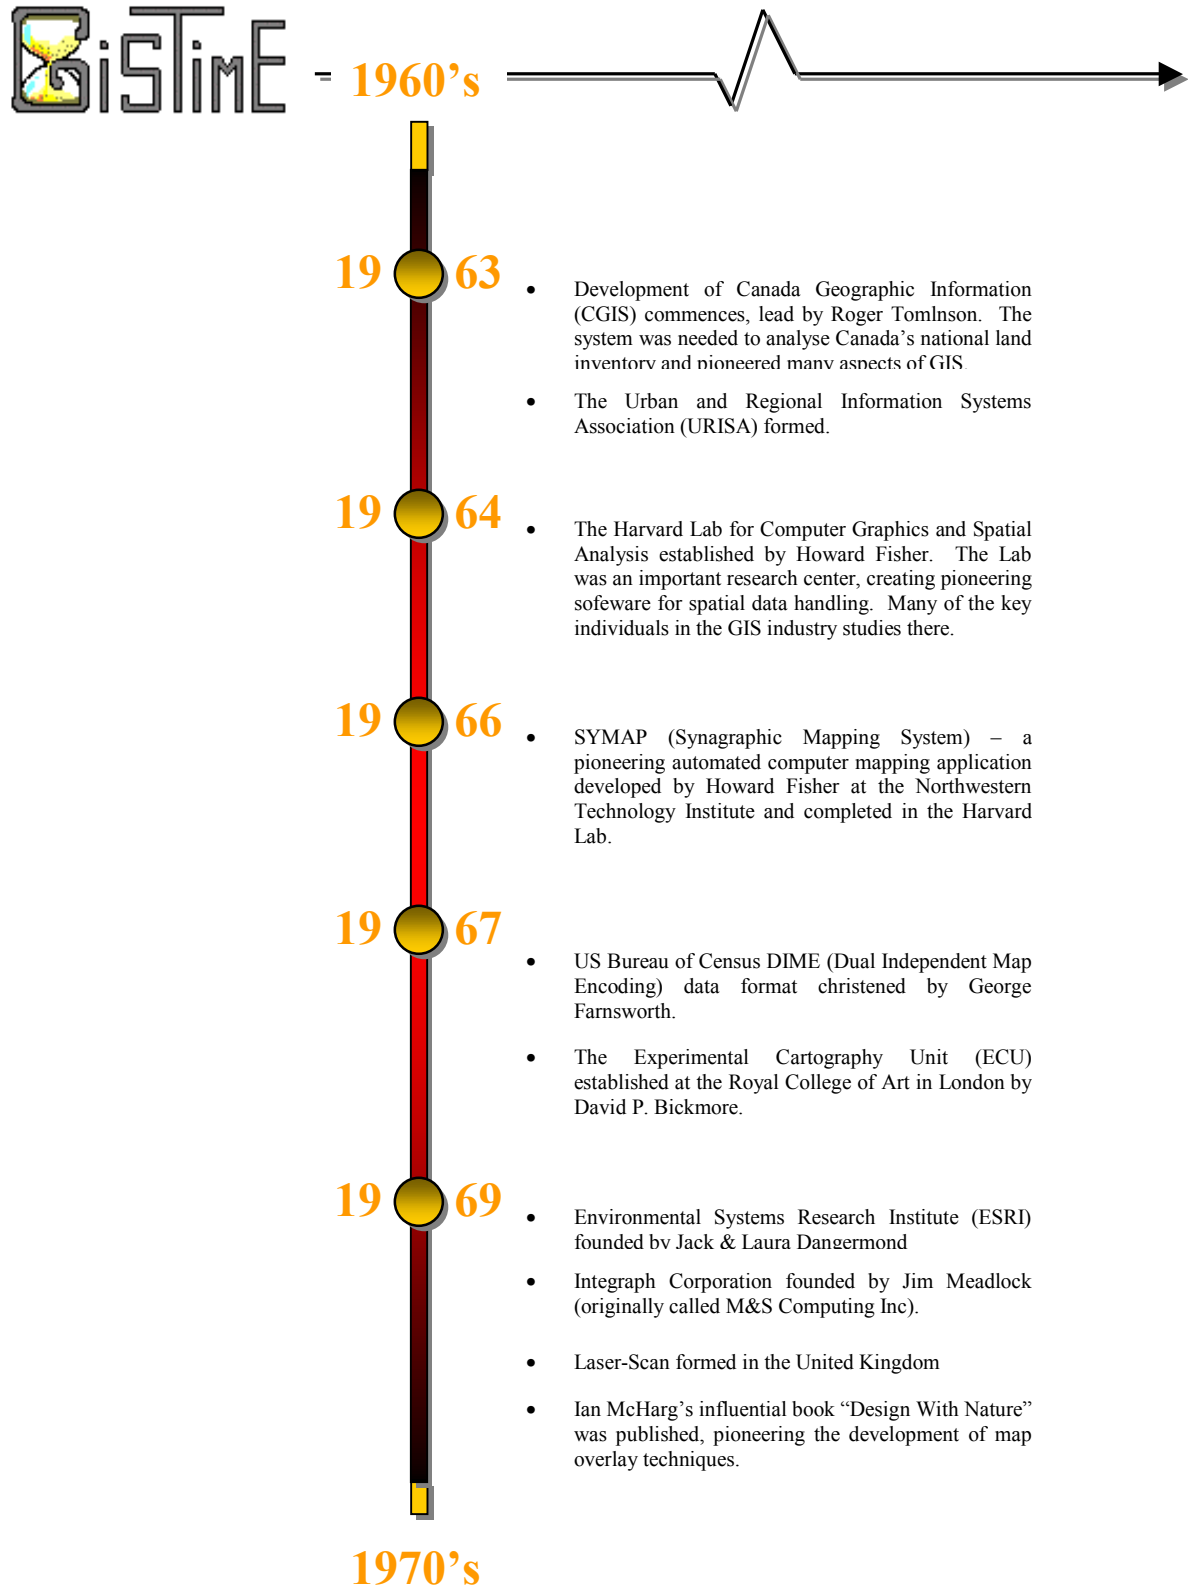 GiSTimE
1960’s
19 63
• Development of Canada Geographic Information
(CGIS) commences, lead by Roger Tomlnson. The
system was needed to analyse Canada’s national land
inventory and pioneered many aspects of GIS.
• The Urban and Regional Information Systems
Association (URISA) formed.
19 64
• The Harvard Lab for Computer Graphics and Spatial
Analysis established by Howard Fisher. The Lab
was an important research center, creating pioneering
sofeware for spatial data handling. Many of the key
individuals in the GIS industry studies there.
19 66
• SYMAP (Synagraphic Mapping System) – a
pioneering automated computer mapping application
developed by Howard Fisher at the Northwestern
Technology Institute and completed in the Harvard
Lab.
19 67
• US Bureau of Census DIME (Dual Independent Map
Encoding) data format christened by George
Farnsworth.
• The Experimental Cartography Unit (ECU)
established at the Royal College of Art in London by
David P. Bickmore.
19 69
• Environmental Systems Research Institute (ESRI)
founded by Jack & Laura Dangermond
• Integraph Corporation founded by Jim Meadlock
(originally called M&S Computing Inc).
• Laser-Scan formed in the United Kingdom
• Ian McHarg’s influential book “Design With Nature”
was published, pioneering the development of map
overlay techniques.
1970’s